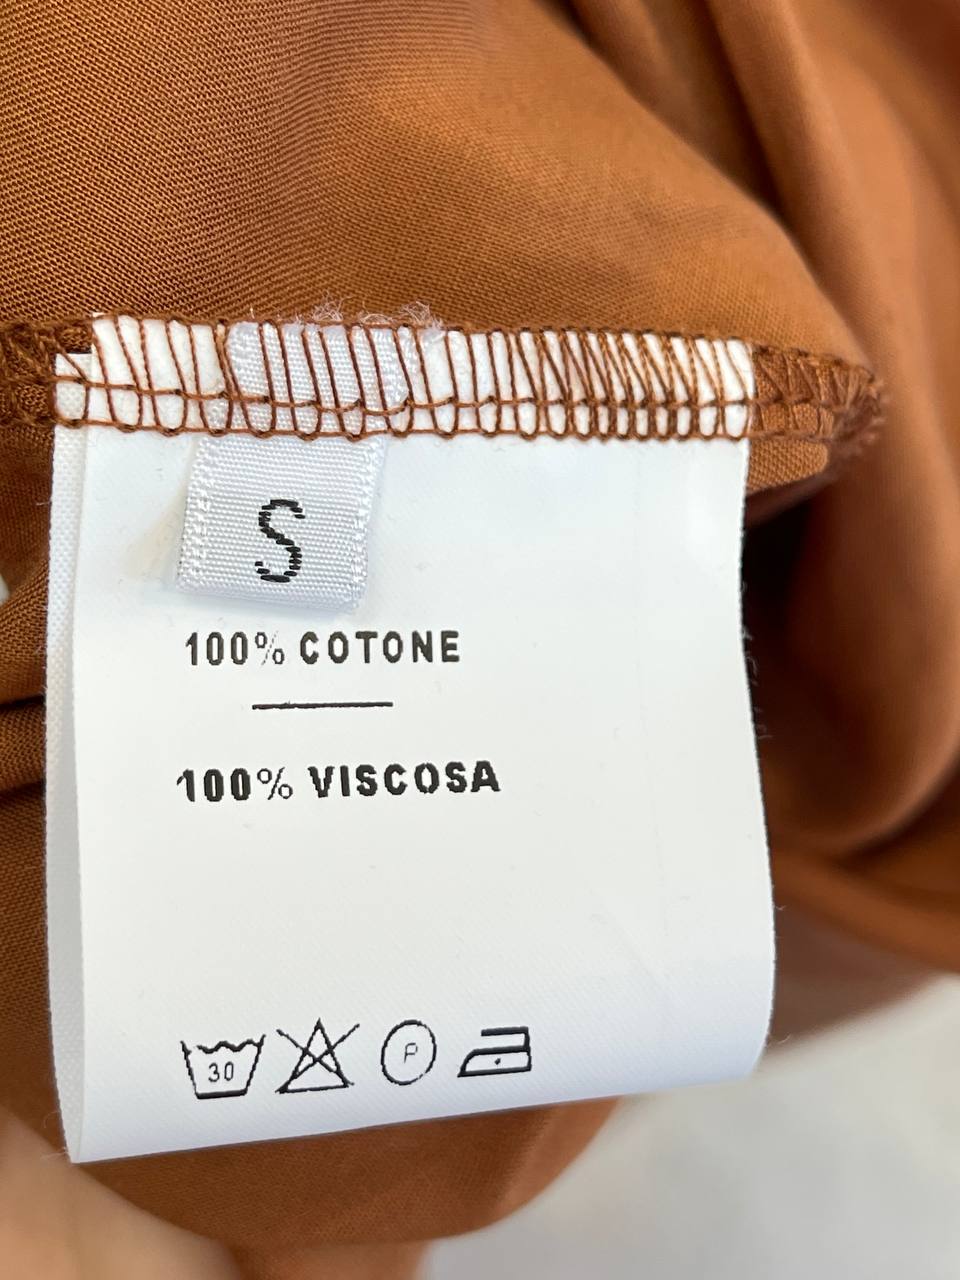 S
100% COTONE
100% VISCOSA
30 P